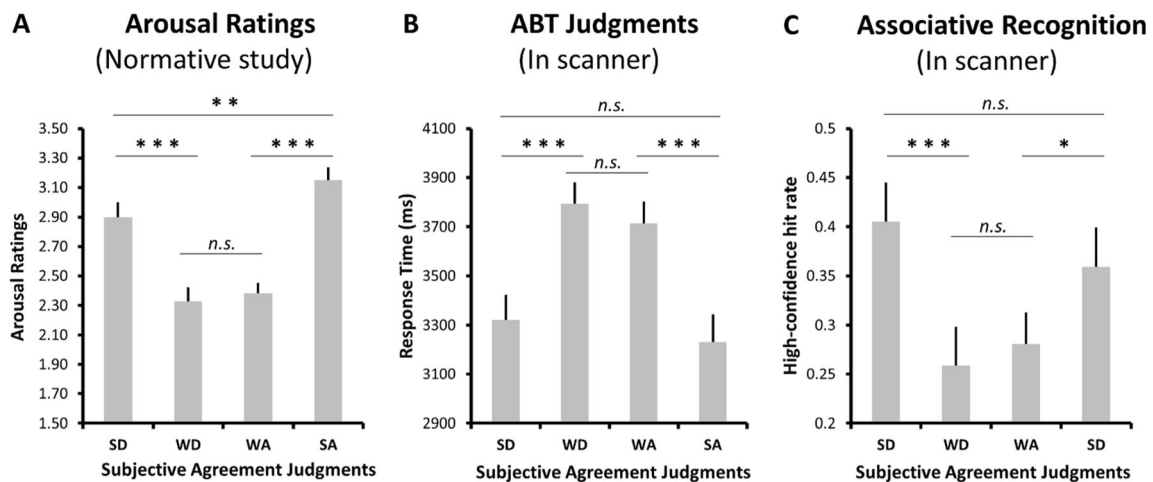 A Arousal Ratings
(Normative study)
* *
* * *
* * *
n.s.
3.50
3.30
3.10
2.90
2.70
2.50
2.30
2.10
1.90
1.70
1.50
Arousal Ratings
SD WD WA SA
Subjective Agreement Judgments
B ABT Judgments
(In scanner)
n.s.
* * *
n.s.
* * *
4100
3900
3700
3500
3300
3100
2900
Response Time (ms)
SD WD WA SA
Subjective Agreement Judgments
C Associative Recognition
(In scanner)
n.s.
* * *
*
n.s.
0.5
0.45
0.4
0.35
0.3
0.25
0.2
High-confidence hit rate
SD WD WA SD
Subjective Agreement Judgments